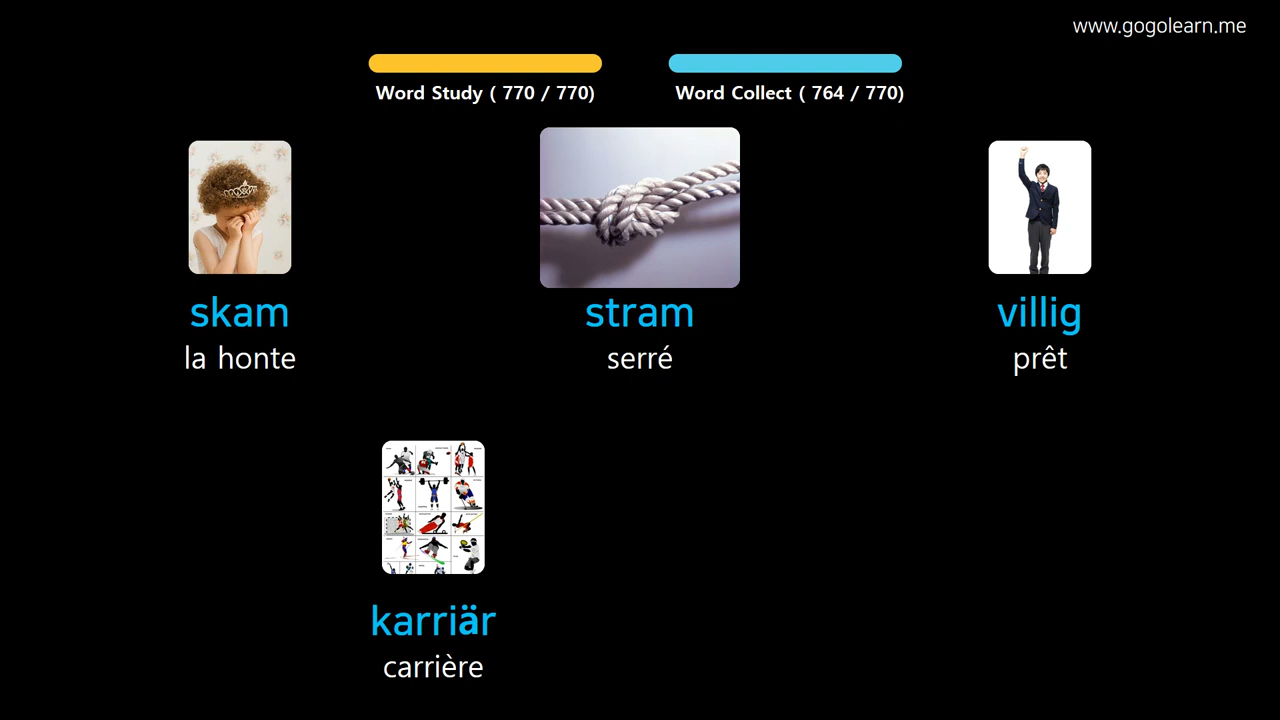 www.gogolearn.me
Word Study ( 770 / 770)
Word Collect ( 764 / 770)
skam
la honte
stram
serré
villig
prêt
karriär
carrière